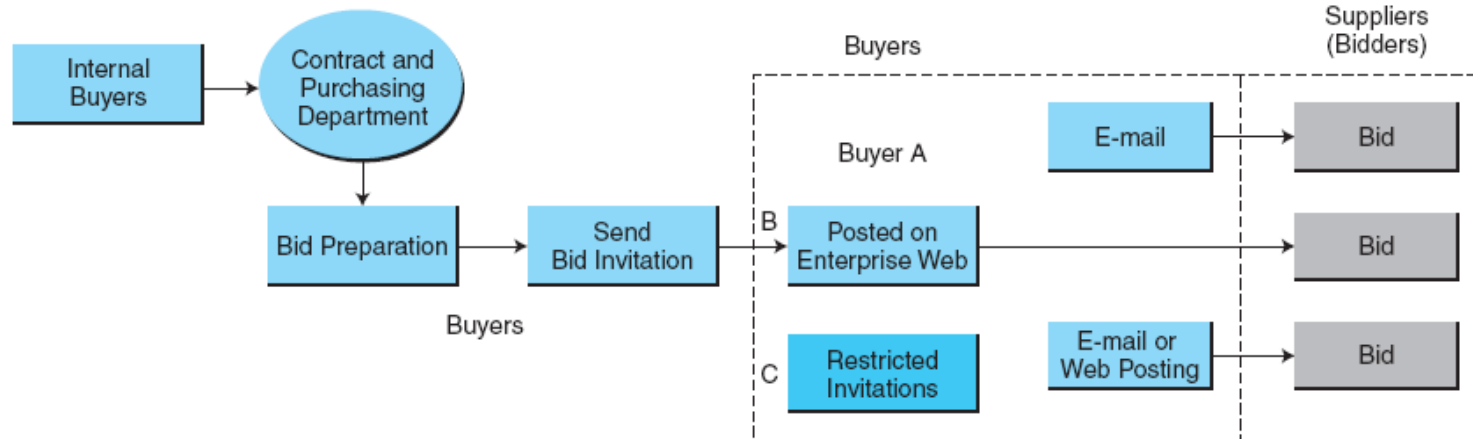 Suppliers
(Bidders)
Buyers
Internal
Buyers
Contract and
Purchasing
Department
E-mail
Bid
Buyer A
Bid Preparation
Send
Bid Invitation
B
Posted on
Enterprise Web
Bid
Buyers
C
Restricted
Invitations
E-mail or
Web Posting
Bid